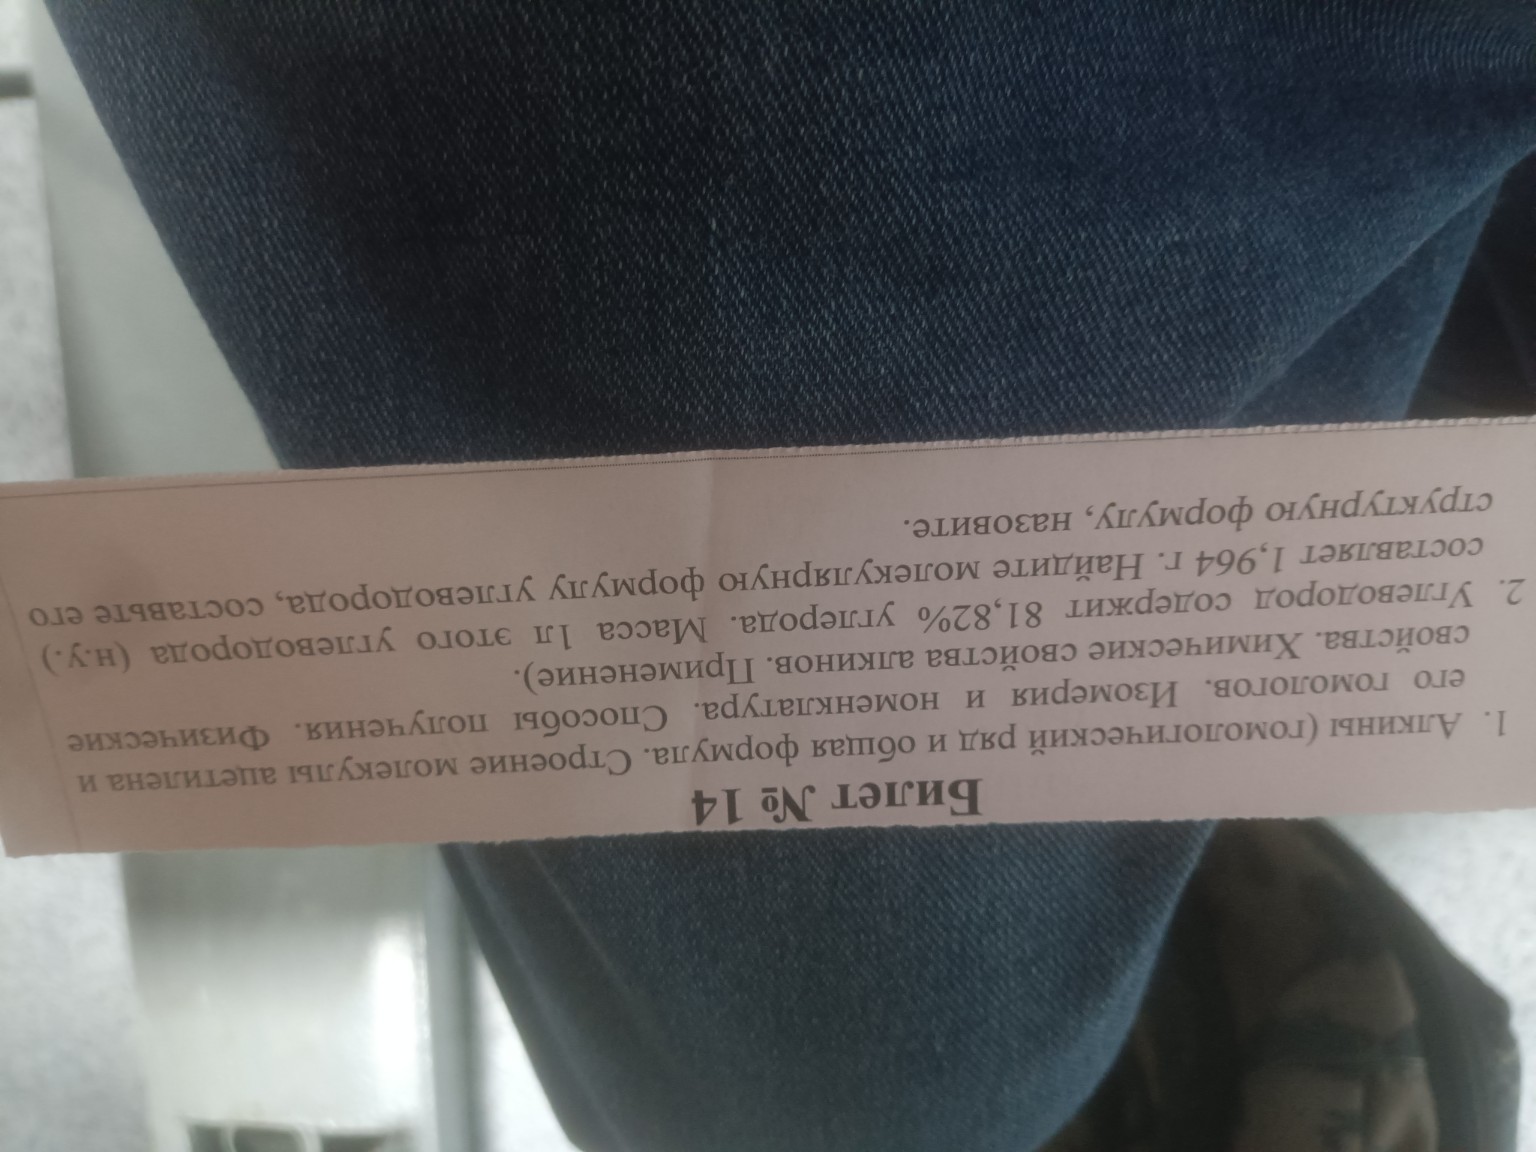 Билет № 14
1. Алкины (гомологический ряд и общая формула. Строение молекулы ацетилена и
его гомологов. Изомерия и номенклатура. Способы получения. Физические
свойства. Химические свойства алкинов. Применение).
2. Углеводород содержит 81,82% углерода. Масса 1л этого углеводорода (н.у.)
составляет 1,964 г. Найдите молекулярную формулу углеводорода, составьте его
структурную формулу, назовите.